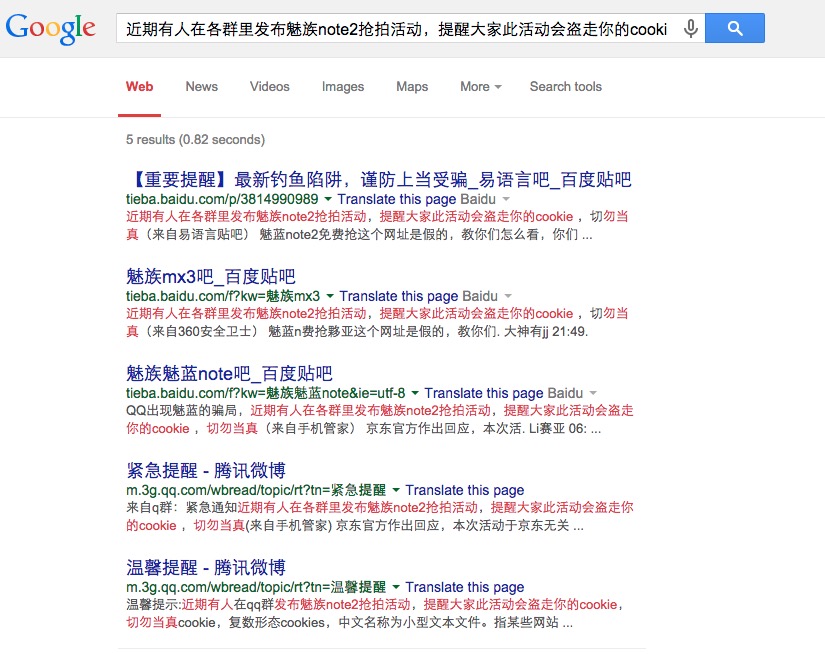 Google 近期有人在各群里发布魅族note2抢拍活动，提醒大家此活动会盗走你的cooki
Web News Videos Images Maps More Search tools
5 results (0.82 seconds)
【重要提醒】最新钓鱼陷阱，谨防上当受骗_易语言吧_百度贴吧
tieba.baidu.com/p/3814990989 Translate this page Baidu
近期有人在各群里发布魅族note2抢拍活动，提醒大家此活动会盗走你的cookie ，切勿当
真（来自易语言贴吧） 魅蓝note2免费抢这个网址是假的，教你们怎么看，你们 ...
魅族mx3吧_百度贴吧
tieba.baidu.com/f?kw=魅族mx3 Translate this page Baidu
近期有人在各群里发布魅族note2抢拍活动，提醒大家此活动会盗走你的cookie ，切勿当
真（来自360安全卫士） 魅蓝n费抢夥亚这个网址是假的，教你们. 大神有jj 21:49.
魅族魅蓝note吧_百度贴吧
tieba.baidu.com/f?kw=魅族魅蓝note&ie=utf-8 Translate this page Baidu
QQ出现魅蓝的骗局，近期有人在各群里发布魅族note2抢拍活动，提醒大家此活动会盗走
你的cookie ，切勿当真（来自手机管家） 京东官方作出回应，本次活. Li赛亚 06: ...
紧急提醒 - 腾讯微博
m.3g.qq.com/wbread/topic/rt?tn=紧急提醒 Translate this page
来自q群：紧急通知近期有人在各群里发布魅族note2抢拍活动，提醒大家此活动会盗走你
的cookie ，切勿当真(来自手机管家) 京东官方作出回应，本次活动于京东无关 ...
温馨提醒 - 腾讯微博
m.3g.qq.com/wbread/topic/rt?tn=温馨提醒 Translate this page
温馨提示:近期有人在qq群发布魅族note2抢拍活动，提醒大家此活动会盗走你的cookie，
切勿当真cookie，复数形态cookies，中文名称为小型文本文件。指某些网站 ...